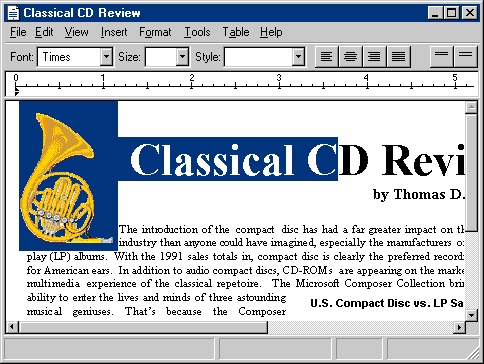 Classical CD Review
File Edit View Insert Format Tools Table Help
Font: Times Size: Style:
0 1 2 3 4 5
Classical CD Revi
by Thomas D.
The introduction of the compact disc has had a far greater impact on th
industry than anyone could have imagined, especially the manufacturers of
play (LP) albums. With the 1991 sales totals in, compact disc is clearly the preferred recordi
for American ears. In addition to audio compact discs, CD-ROMs are appearing on the marke
multimedia experience of the classical repetoire. The Microsoft Composer Collection brin
ability to enter the lives and minds of three astounding
musical geniuses. That's because the Composer
U.S. Compact Disc vs. LP Sa